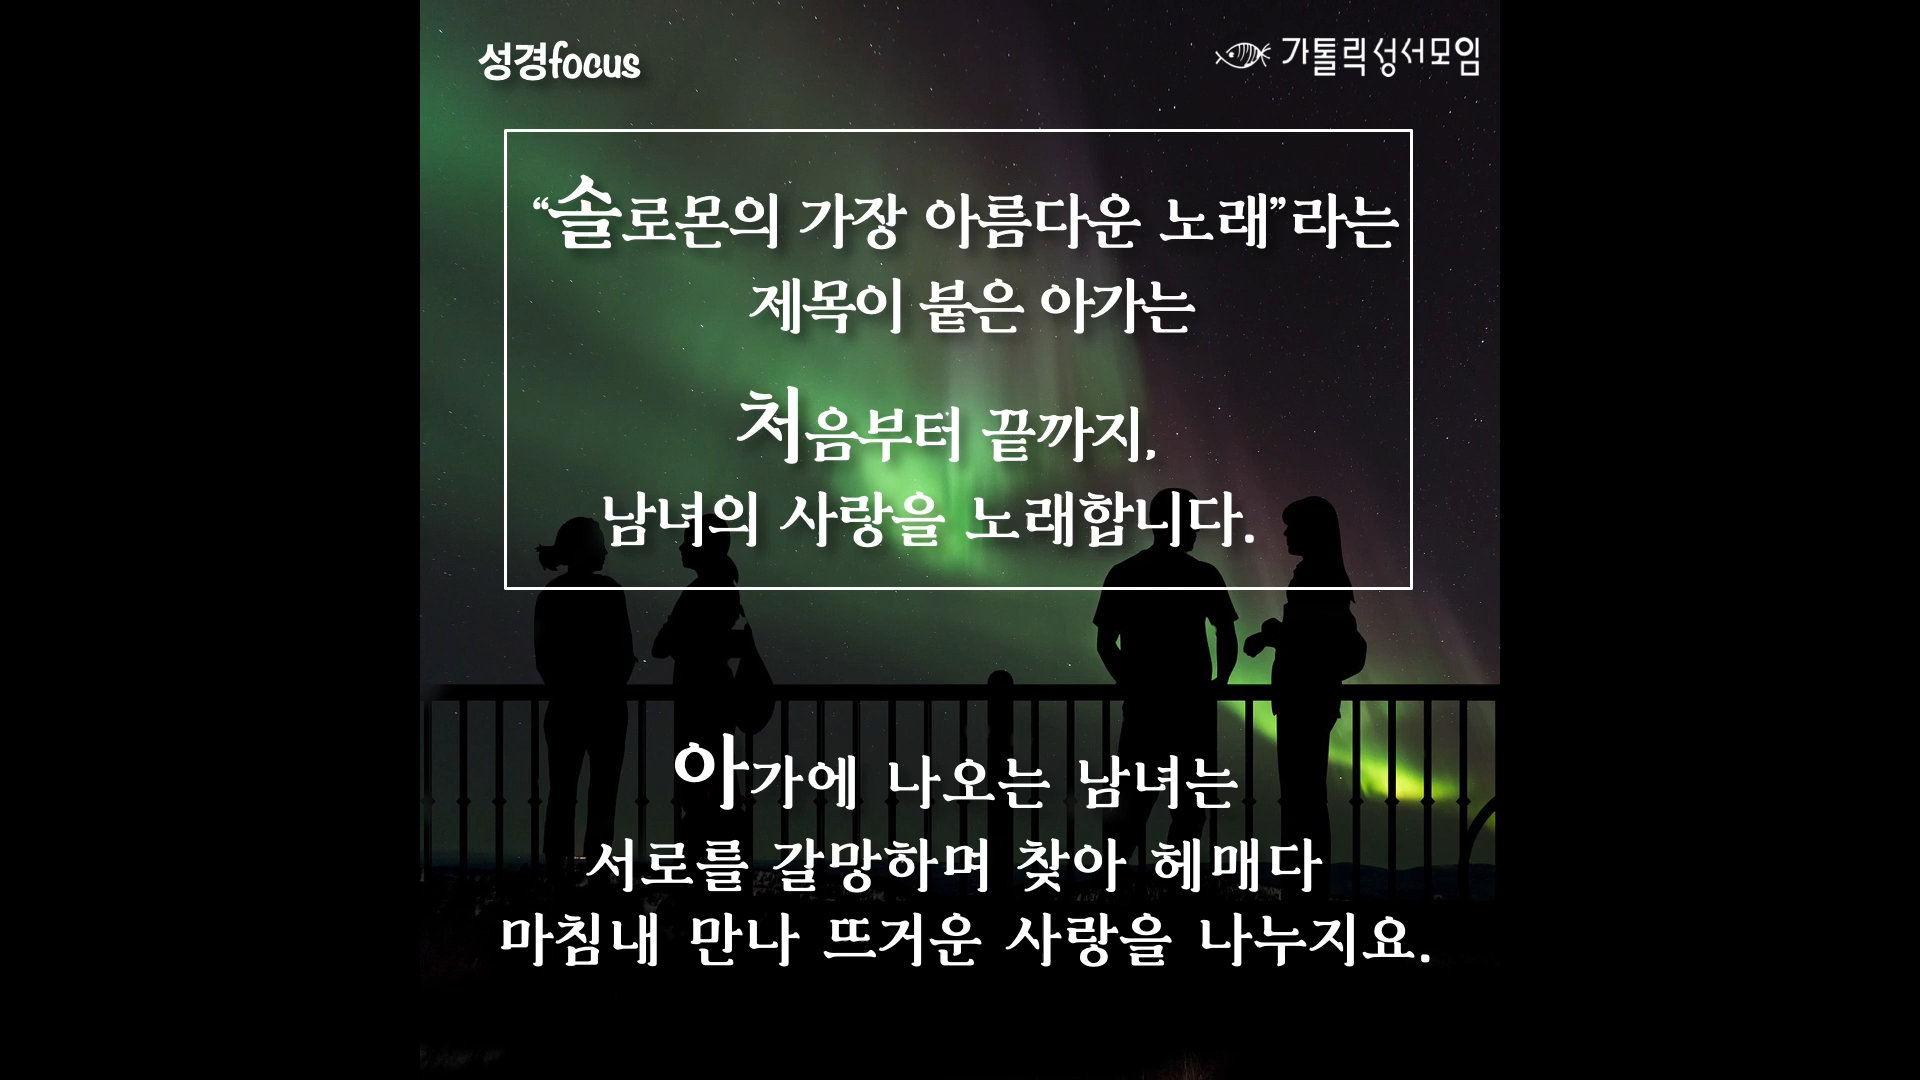 성경focus
가톨릭성서모임
“솔로몬의 가장 아름다운 노래”라는
제목이 붙은 아가는
처음부터 끝까지,
남녀의 사랑을 노래합니다.
아가에 나오는 남녀는
서로를 갈망하며 찾아 헤매다
마침내 만나 뜨거운 사랑을 나누지요.